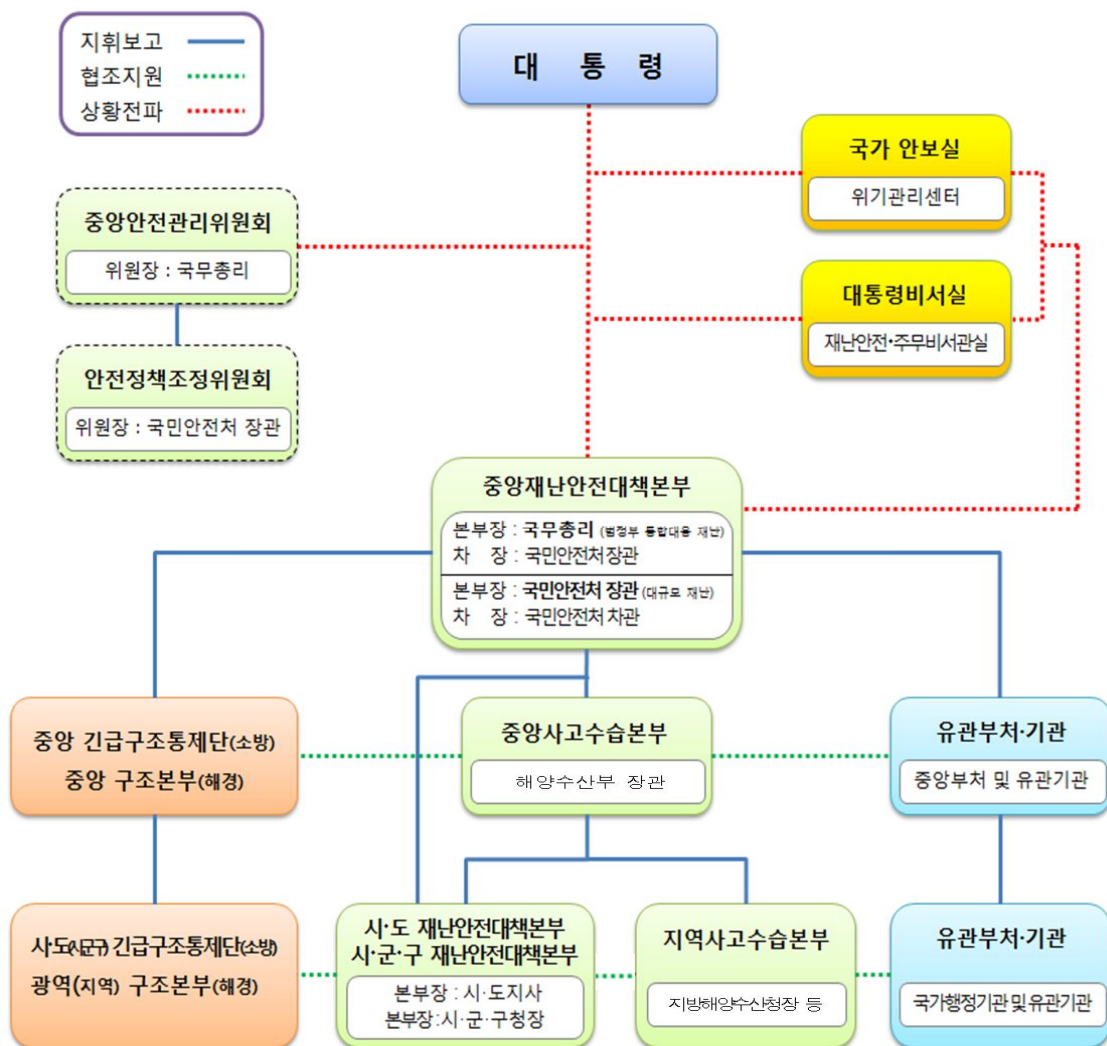 지휘보고
협조지원
상황전파
대 통 령
국가 안보실
위기관리센터
중앙안전관리위원회
위원장 : 국무총리
대통령비서실
재난안전·주무비서관실
안전정책조정위원회
위원장 : 국민안전처 장관
중앙재난안전대책본부
본부장 : 국무총리 (범정부 통합대응 재난)
차 장 : 국민안전처 장관
본부장 : 국민안전처 장관 (대규모 재난)
차 장 : 국민안전처 차관
중앙 긴급구조통제단(소방)
중앙 구조본부(해경)
중앙사고수습본부
해양수산부 장관
유관부처·기관
중앙부처 및 유관기관
시·도(시군구) 긴급구조통제단(소방)
광역(지역) 구조본부(해경)
시·도 재난안전대책본부
시·군·구 재난안전대책본부
본부장 : 시·도지사
본부장:시·군·구청장
지역사고수습본부
지방해양수산청장 등
유관부처·기관
국가행정기관 및 유관기관